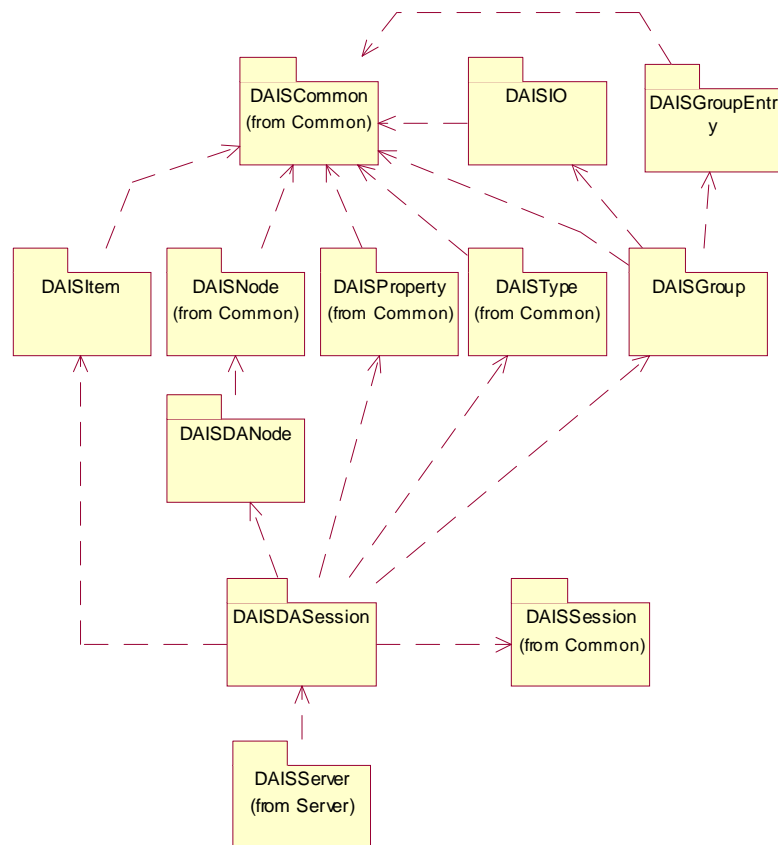 DAISCommon
(from Common)
DAISIO
DAISGroupEntr
y
DAISItem
DAISNode
(from Common)
DAISProperty
(from Common)
DAISType
(from Common)
DAISGroup
DAISDANode
DAISDASession
DAISSession
(from Common)
DAISServer
(from Server)